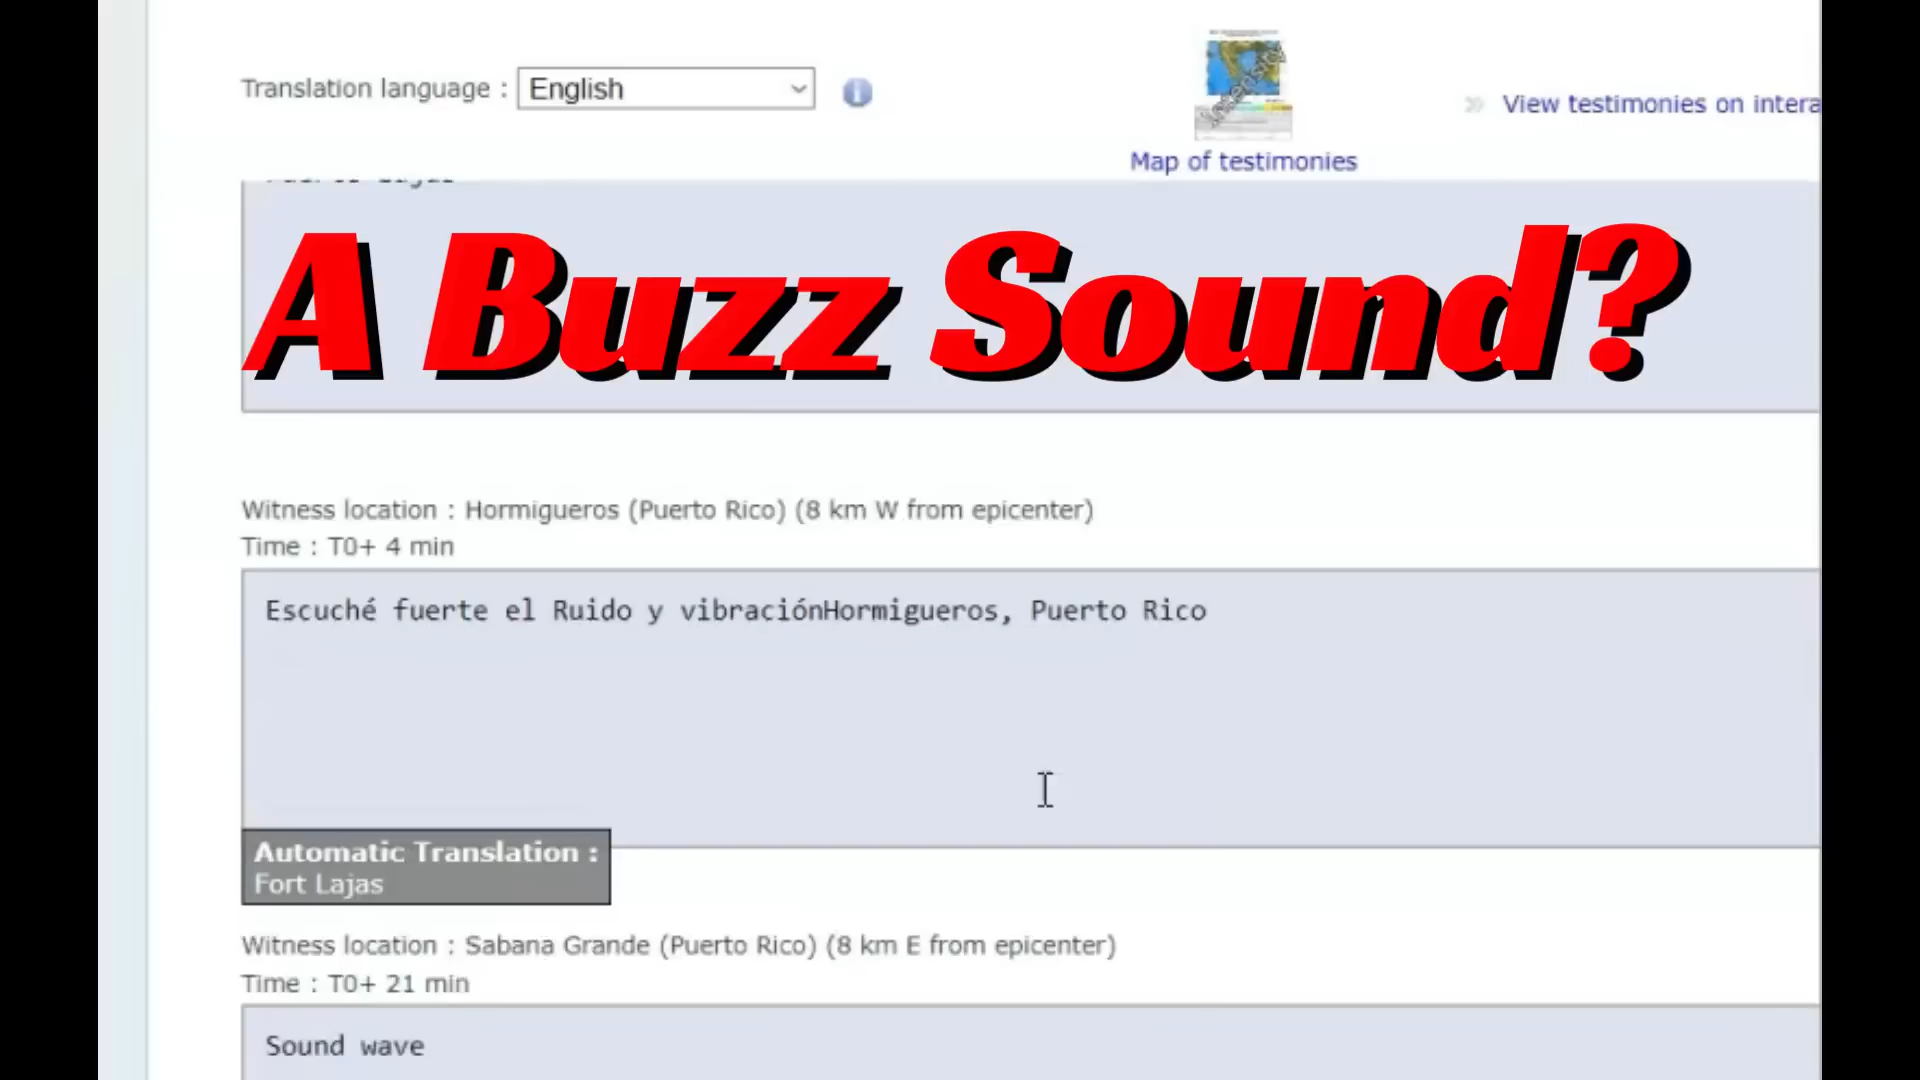 Translation language : English
View testimonies on intera
Map of testimonies
A Buzz Sound?
Witness location : Hormigueros (Puerto Rico) (8 km W from epicenter)
Time : T0+ 4 min
Escuché fuerte el Ruido y vibraciónHormigueros, Puerto Rico
Automatic Translation :
Fort Lajas
Witness location : Sabana Grande (Puerto Rico) (8 km E from epicenter)
Time : T0+ 21 min
Sound wave